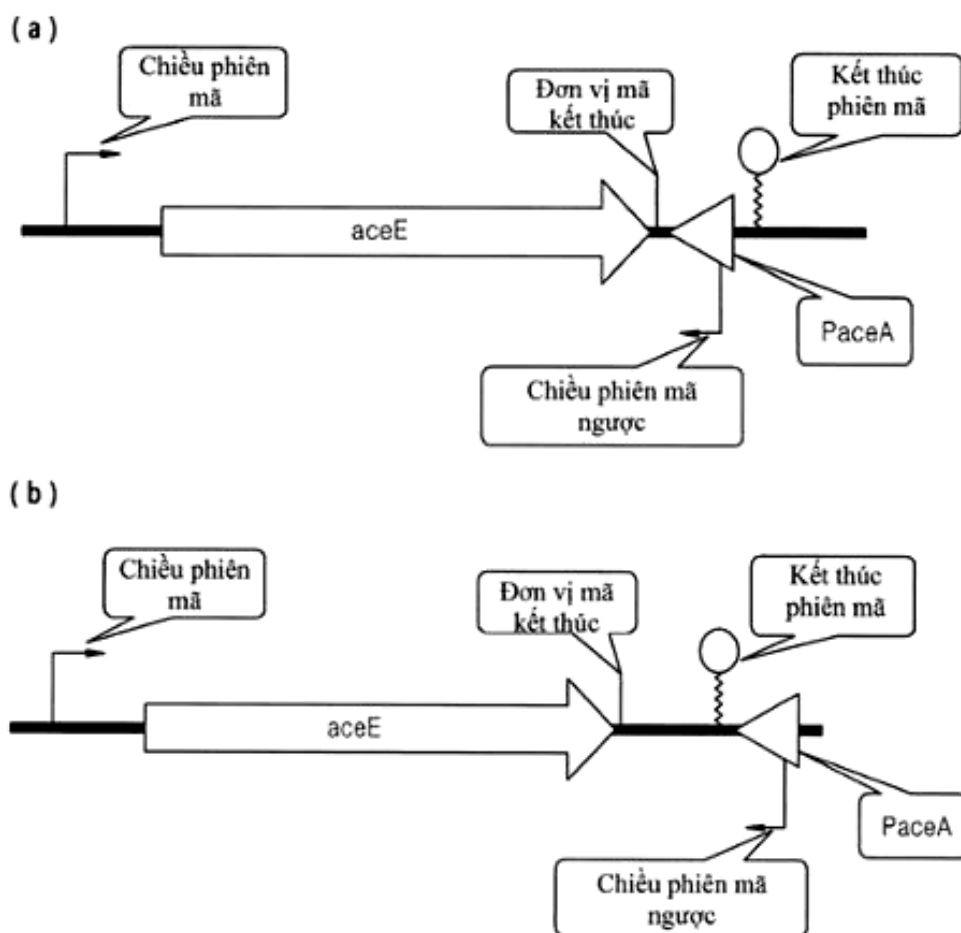 (a)
Chiều phiên
mã
Đơn vị mã
kết thúc
Kết thúc
phiên mã
aceE
PaceA
Chiều phiên mã
ngược
(b)
Chiều phiên
mã
Đơn vị mã
kết thúc
Kết thúc
phiên mã
aceE
PaceA
Chiều phiên mã
ngược